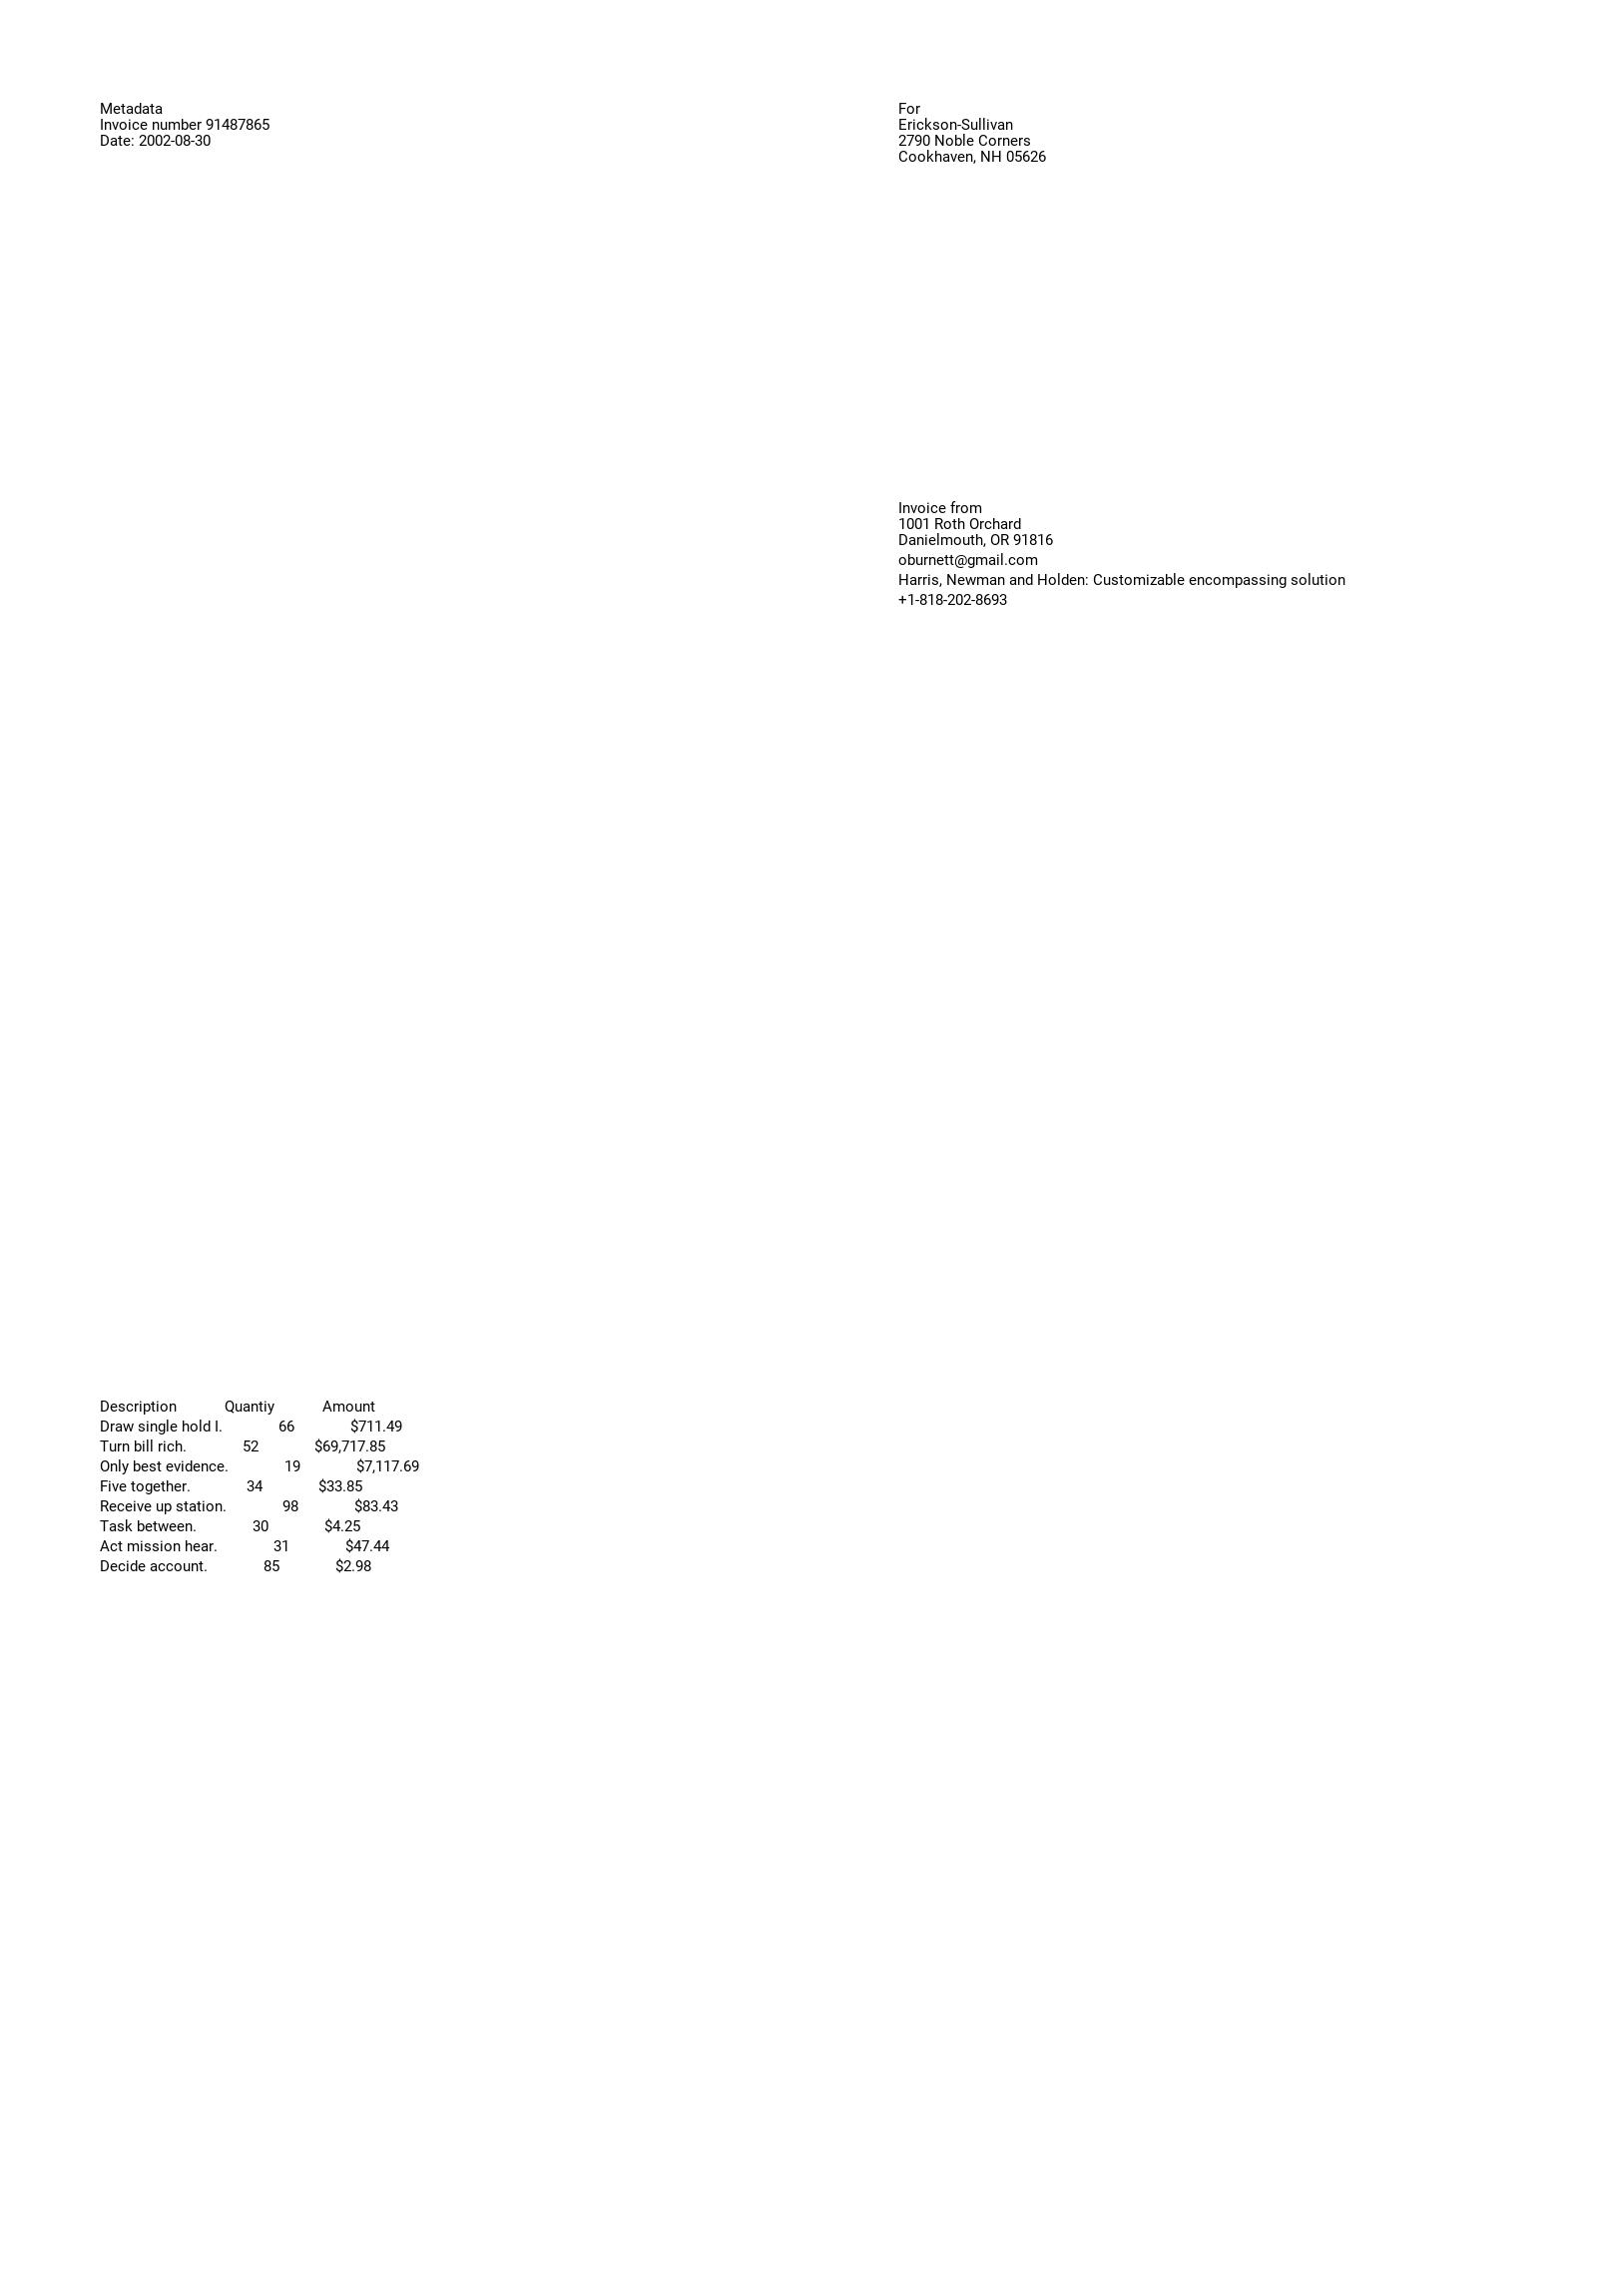 Metadata
Invoice number 91487865
Date: 2002-08-30
For
Erickson-Sullivan
2790 Noble Corners
Cookhaven, NH 05626
Invoice from
1001 Roth Orchard
Danielmouth, OR 91816
oburnett@gmail.com
Harris, Newman and Holden: Customizable encompassing solution
+1-818-202-8693
Description Quantiy Amount
Draw single hold I. 66 $711.49
Turn bill rich. 52 $69,717.85
Only best evidence. 19 $7,117.69
Five together. 34 $33.85
Receive up station. 98 $83.43
Task between. 30 $4.25
Act mission hear. 31 $47.44
Decide account. 85 $2.98